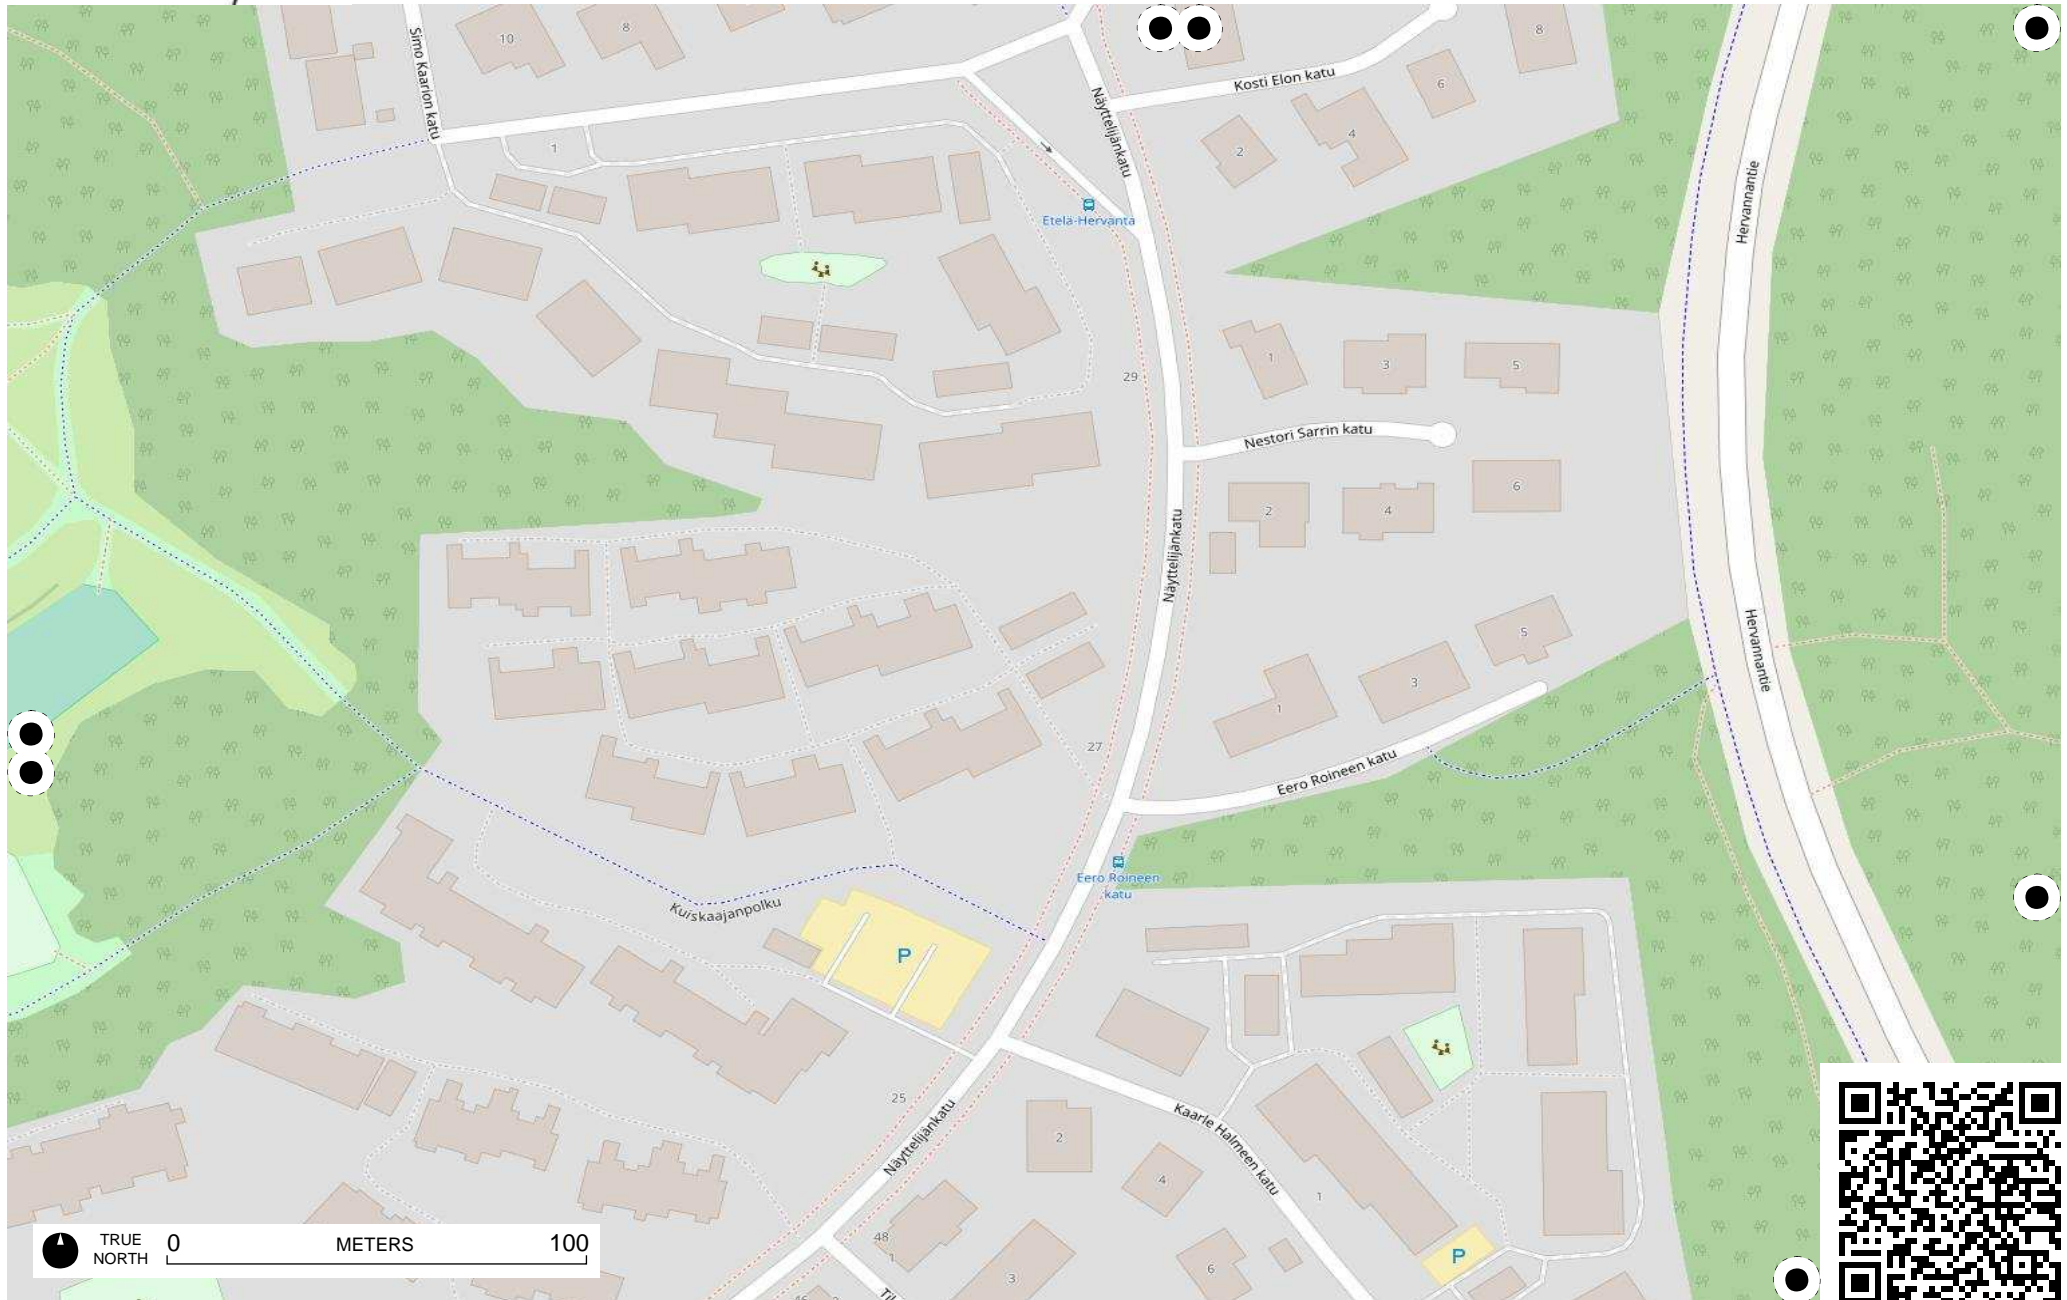 Simo Kaarion katu
10
8
8
Kosti Elon katu
6
Näyttelijänkatu
4
1
2
Hervannantie
Etelä-Hervanta
29
1
3
5
Nestori Sarrin katu
6
2
4
Näyttelijänkatu
5
Hervannantie
3
1
27
Eero Roineen katu
Eero Roineen
katu
Kuiskaajanpolku
P
25
Kaarle Halmeen katu
2
Näyttelijänkatu
4
1
48
1
P
6
3
TRUE
NORTH
0
METERS
100